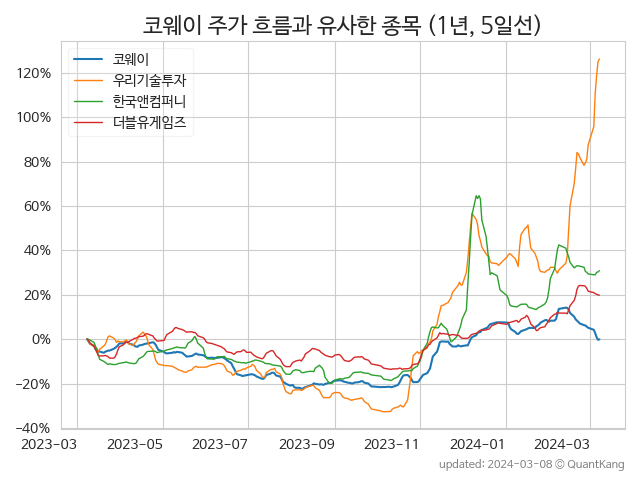 코웨이 주가 흐름과 유사한 종목 (1년, 5일선)
코웨이
우리기술투자
한국앤컴퍼니
더블유게임즈
120%
100%
80%
60%
40%
20%
0%
−20%
−40%
2023-03 2023-05 2023-07 2023-09 2023-11 2024-01 2024-03
updated: 2024-03-08 © QuantKang